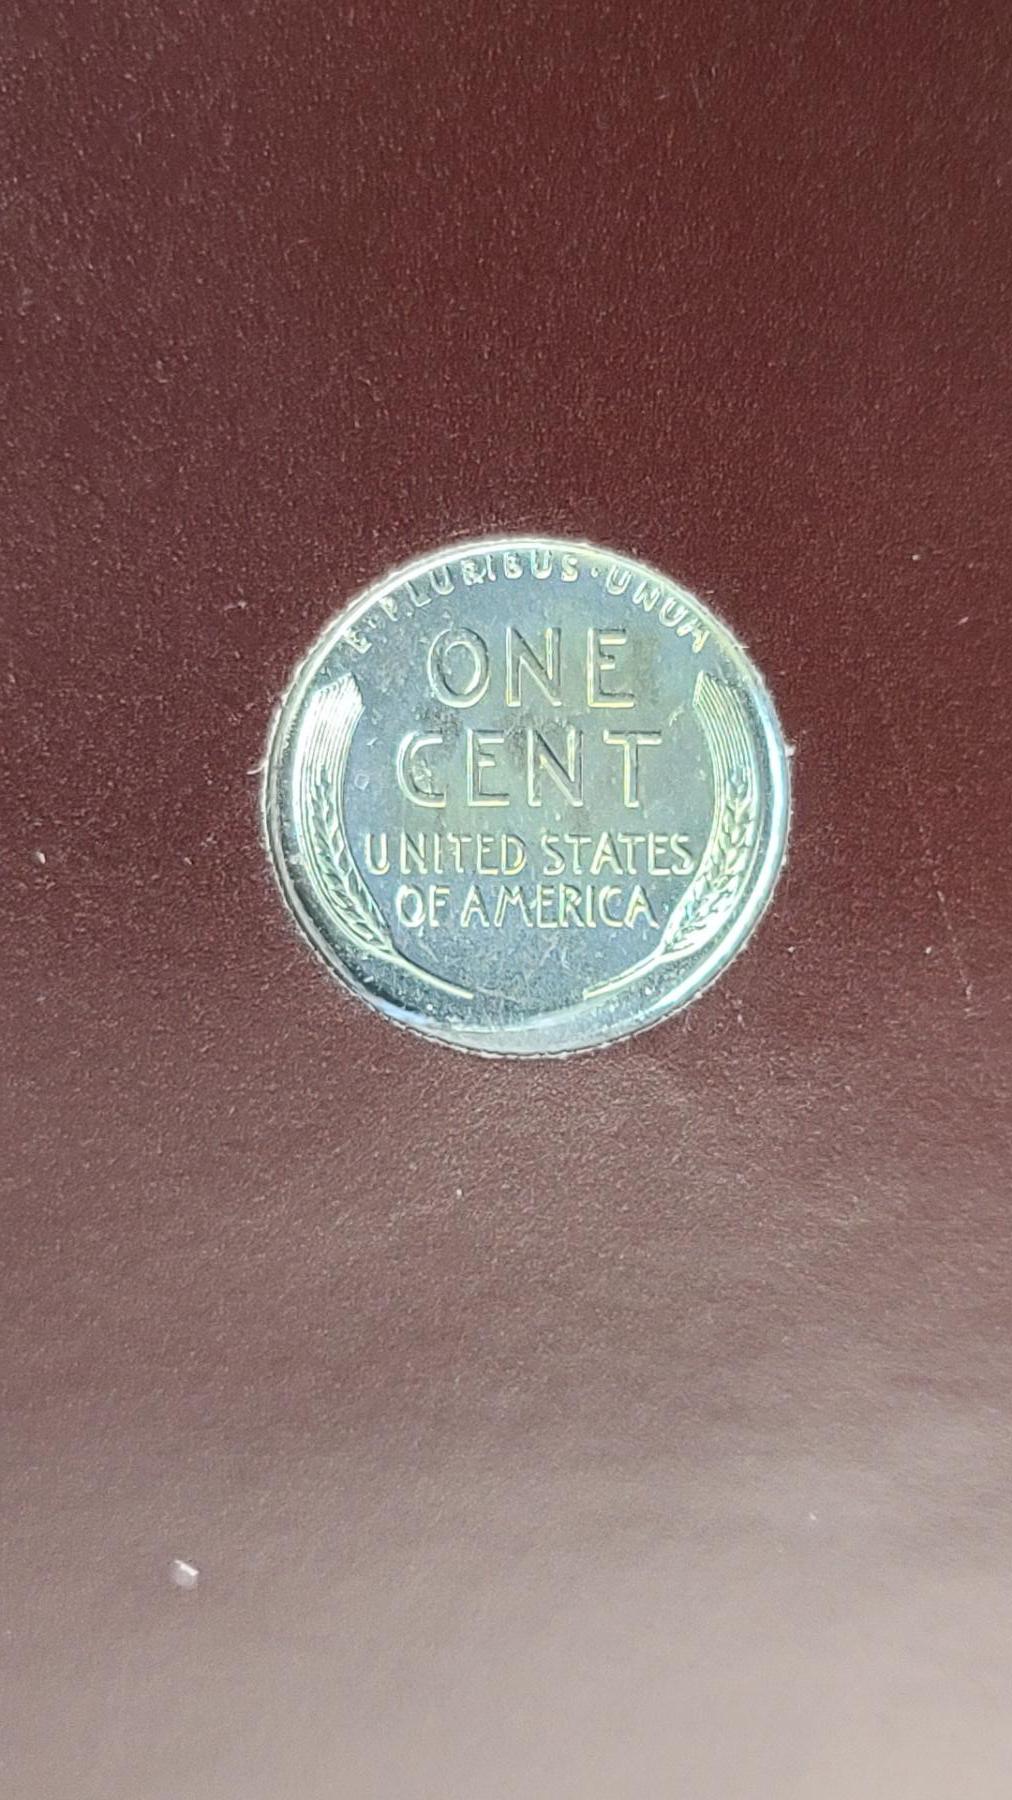 E·PLURIBUS·UNUM
ONE
CENT
UNITED STATES
OF AMERICA